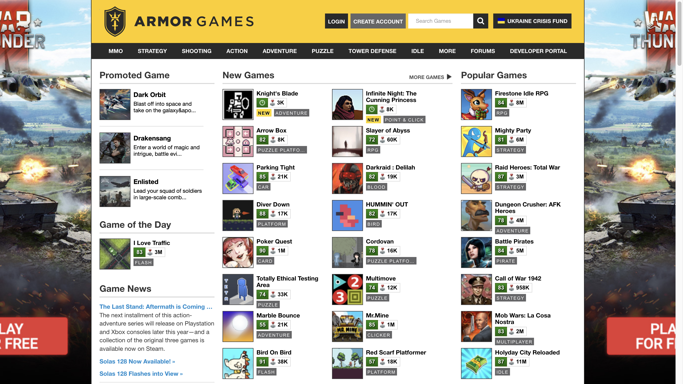 ARMOR GAMES
LOGIN
CREATE ACCOUNT
Search Games
UKRAINE CRISIS FUND
MMO
STRATEGY
SHOOTING
ACTION
ADVENTURE
PUZZLE
TOWER DEFENSE
IDLE
MORE
FORUMS
DEVELOPER PORTAL
Promoted Game
Dark Orbit
Blast off into space and
take on the galaxy&apo...
Drakensang
Enter a world of magic and
intrigue, battle evi...
Enlisted
Lead your squad of soldiers
in large-scale comb...
Game of the Day
I Love Traffic
83 3M
FLASH
Game News
The Last Stand: Aftermath is Coming ...
The next installment of this action-
adventure series will release on Playstation
and Xbox consoles later this year—and a
collection of the original three games is
available now on Steam.
Solas 128 Now Available! »
Solas 128 Flashes into View »
New Games
MORE GAMES
Knight's Blade
3K
NEW ADVENTURE
Arrow Box
82 8K
PUZZLE PLATFO...
Parking Tight
85 21K
CAR
Diver Down
88 17K
PLATFORM
Poker Quest
90 1M
CARD
Totally Ethical Testing
Area
74 33K
PUZZLE
Marble Bounce
55 21K
ADVENTURE
Bird On Bird
91 38K
FLASH
Infinite Night: The
Cunning Princess
8K
NEW POINT & CLICK
Slayer of Abyss
72 60K
RPG
Darkraid : Delilah
82 19K
BLOOD
HUMMIN' OUT
82 17K
BIRD
Cordovan
78 16K
PUZZLE PLATFO...
Multimove
74 12K
PUZZLE
Mr.Mine
85 1M
CLICKER
Red Scarf Platformer
58 18K
PLATFORM
Popular Games
Firestone Idle RPG
84 8M
RPG
Mighty Party
81 6M
STRATEGY
Raid Heroes: Total War
87 3M
STRATEGY
Dungeon Crusher: AFK
Heroes
78 4M
ADVENTURE
Battle Pirates
84 5M
PIRATE
Call of War 1942
83 958K
STRATEGY
Mob Wars: La Cosa
Nostra
83 2M
MULTIPLAYER
Holyday City Reloaded
87 11M
IDLE
WAR
THUN
UNDER
LAY
R FREE
PLA
FOR F